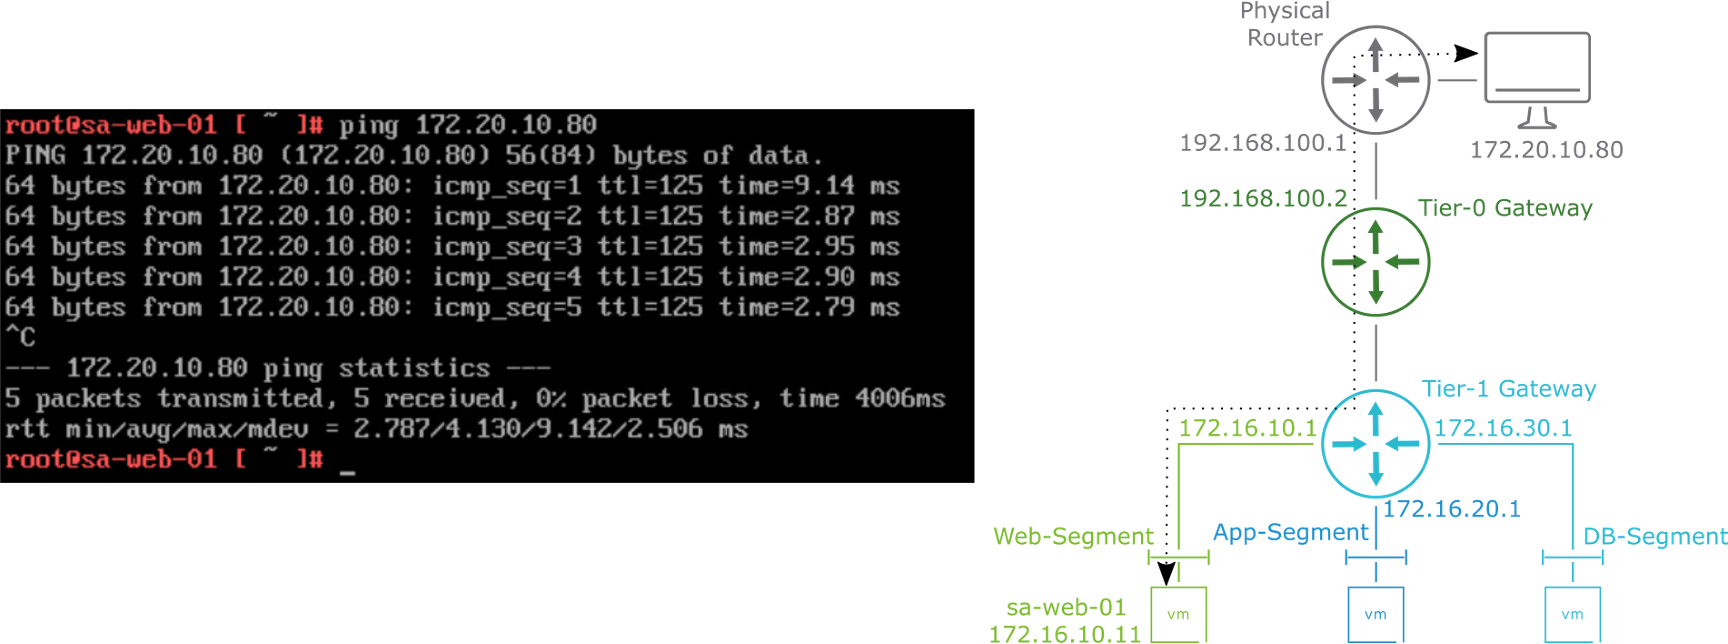 root@sa-web-01 [ ~ ]# ping 172.20.10.80
PING 172.20.10.80 (172.20.10.80) 56(84) bytes of data.
64 bytes from 172.20.10.80: icmp_seq=1 ttl=125 time=9.14 ms
64 bytes from 172.20.10.80: icmp_seq=2 ttl=125 time=2.87 ms
64 bytes from 172.20.10.80: icmp_seq=3 ttl=125 time=2.95 ms
64 bytes from 172.20.10.80: icmp_seq=4 ttl=125 time=2.90 ms
64 bytes from 172.20.10.80: icmp_seq=5 ttl=125 time=2.79 ms
^C
--- 172.20.10.80 ping statistics ---
5 packets transmitted, 5 received, 0% packet loss, time 4006ms
rtt min/avg/max/mdev = 2.787/4.130/9.142/2.506 ms
root@sa-web-01 [ ~ ]# _
Physical
Router
192.168.100.1
172.20.10.80
192.168.100.2
Tier-0 Gateway
Tier-1 Gateway
172.16.10.1
172.16.30.1
172.16.20.1
Web-Segment
App-Segment
DB-Segment
sa-web-01
172.16.10.11
vm
vm
vm